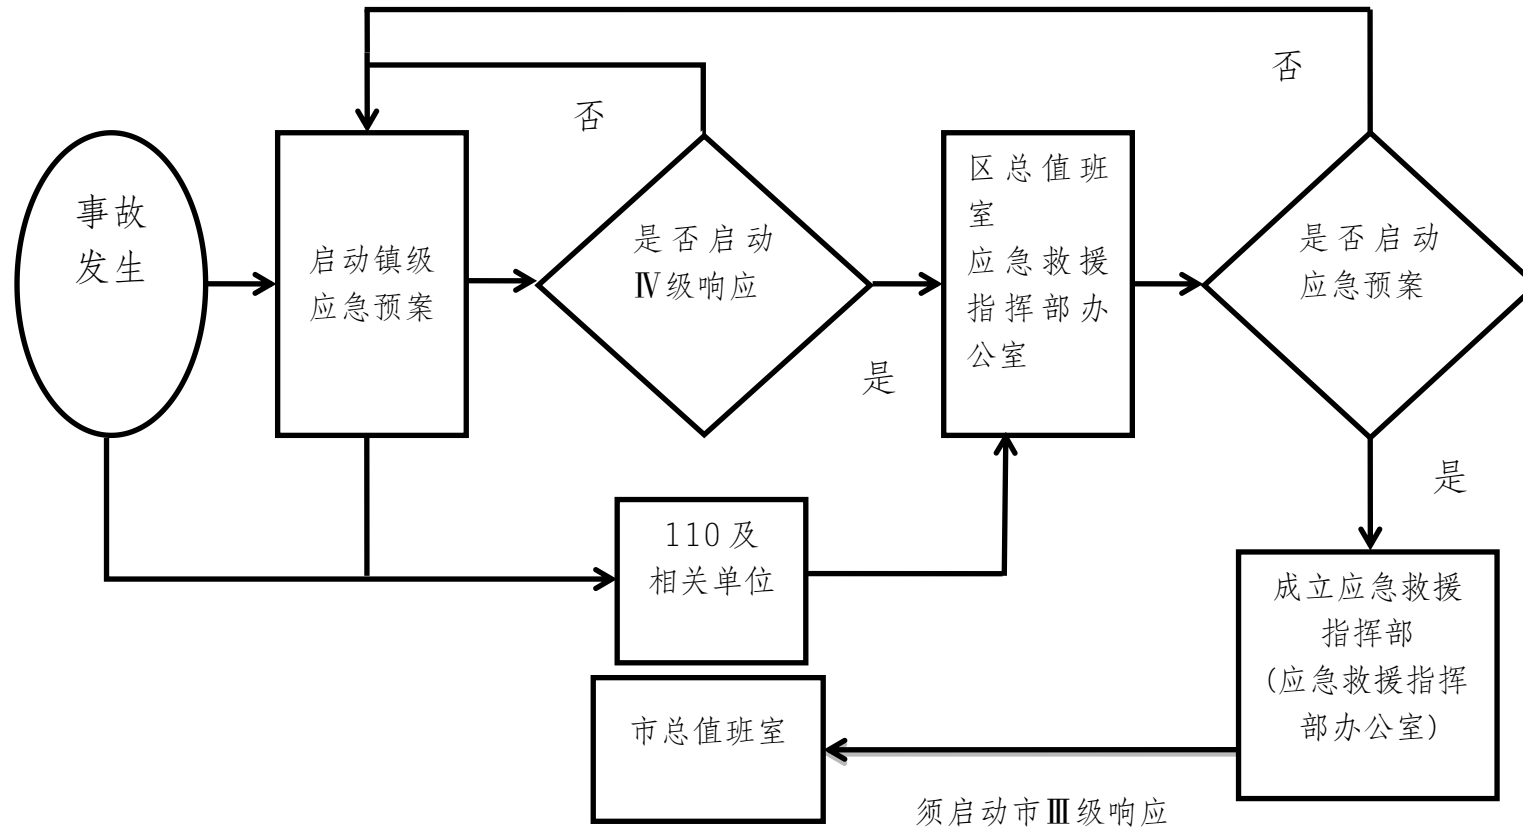 否
否
事故
发生
启动镇级
应急预案
是否启动
Ⅳ级响应
是
区总值班
室
应急救援
指挥部办
公室
是否启动
应急预案
是
110及
相关单位
成立应急救援
指挥部
(应急救援指挥
部办公室)
市总值班室
须启动市Ⅲ级响应